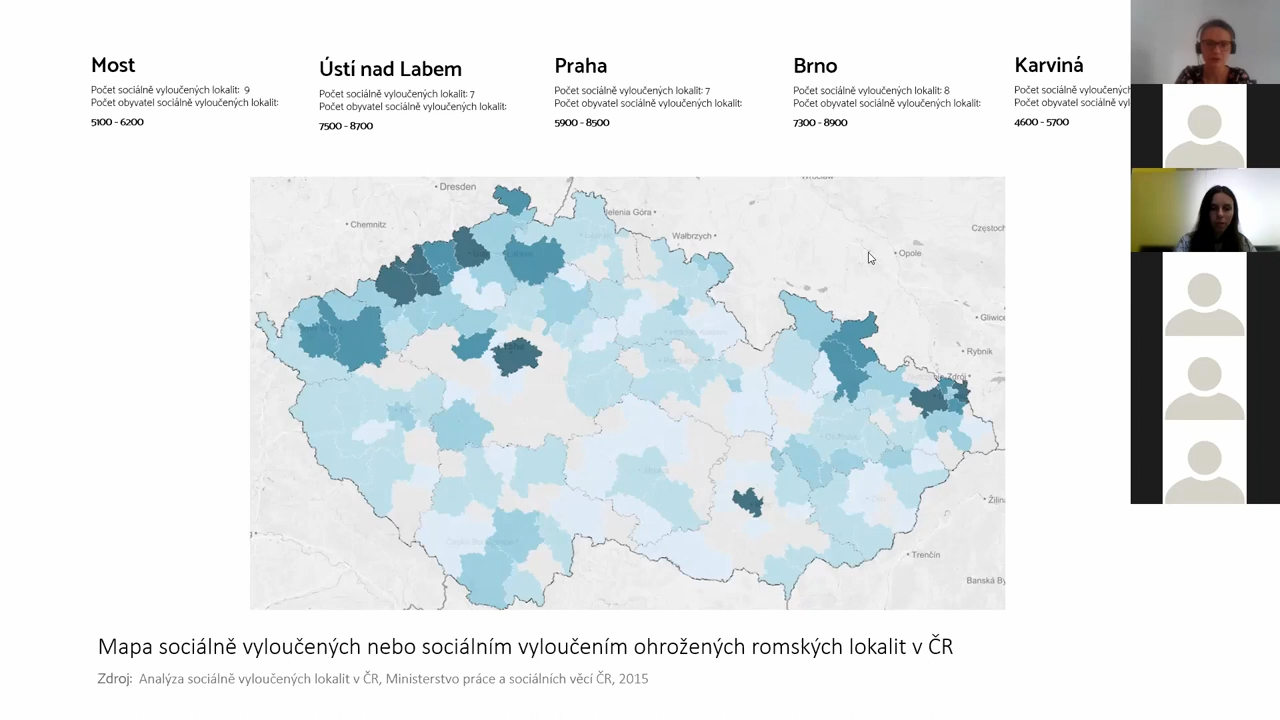 Most
Počet sociálně vyloučených lokalit: 9
Počet obyvatel sociálně vyloučených lokalit:
5100 - 6200
Ústí nad Labem
Počet sociálně vyloučených lokalit: 7
Počet obyvatel sociálně vyloučených lokalit:
7500 - 8700
Praha
Počet sociálně vyloučených lokalit: 7
Počet obyvatel sociálně vyloučených lokalit:
5900 - 8500
Brno
Počet sociálně vyloučených lokalit: 8
Počet obyvatel sociálně vyloučených lokalit:
7300 - 8900
Karviná
Počet sociálně vyloučených
Počet obyvatel sociálně vyl
4600 - 5700
Dresden
Chemnitz
Jelenia Góra
Wałbrzych
Częstoch
Opole
Gliwice
Rybnik
Zdrój
Žilin
Trenčín
Banská By
Mapa sociálně vyloučených nebo sociálním vyloučením ohrožených romských lokalit v ČR
Zdroj: Analýza sociálně vyloučených lokalit v ČR, Ministerstvo práce a sociálních věcí ČR, 2015